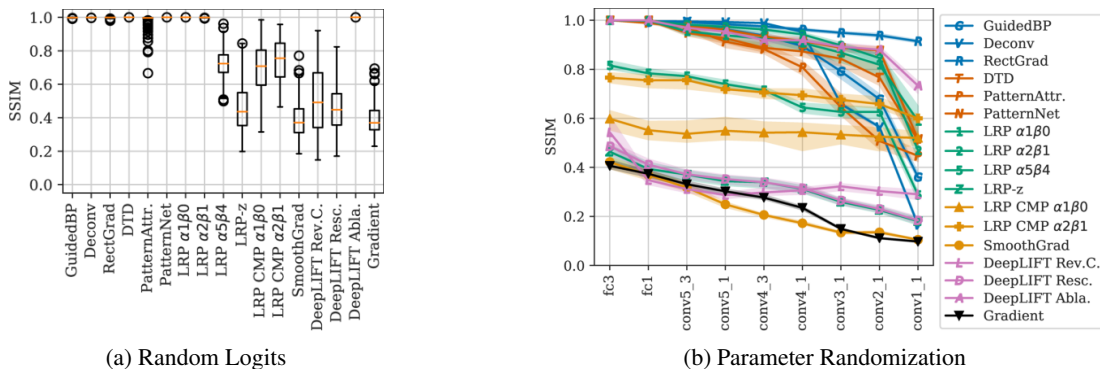 SSIM
1.0
0.8
0.6
0.4
0.2
0.0
GuidedBP
Deconv
RectGrad
DTD
PatternAttr.
PatternNet
LRP α1β0
LRP α2β1
LRP α5β4
LRP-z
LRP CMP α1β0
LRP CMP α2β1
SmoothGrad
DeepLIFT Rev.C.
DeepLIFT Resc.
DeepLIFT Abla.
Gradient
(a) Random Logits
SSIM
1.0
0.8
0.6
0.4
0.2
0.0
fc3
fc1
conv5_3
conv5_1
conv4_3
conv4_1
conv3_1
conv2_1
conv1_1
GuidedBP
Deconv
RectGrad
DTD
PatternAttr.
PatternNet
LRP α1β0
LRP α2β1
LRP α5β4
LRP-z
LRP CMP α1β0
LRP CMP α2β1
SmoothGrad
DeepLIFT Rev.C.
DeepLIFT Resc.
DeepLIFT Abla.
Gradient
(b) Parameter Randomization